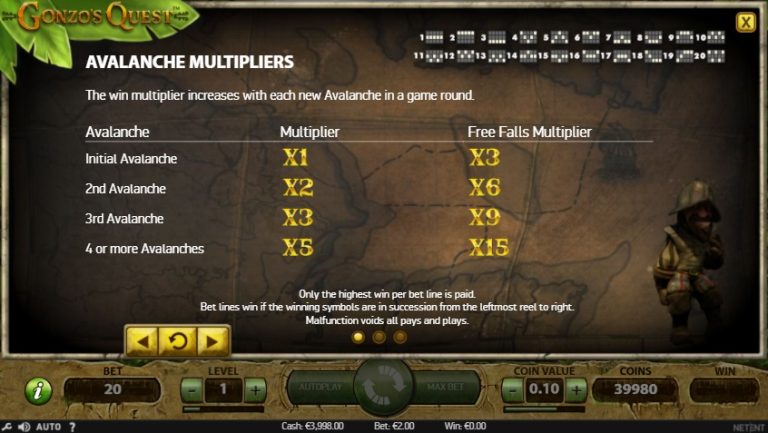 GONZO'S QUEST™
X
1 2 3 4 5 6 7 8 9 10
11 12 13 14 15 16 17 18 19 20
AVALANCHE MULTIPLIERS
The win multiplier increases with each new Avalanche in a game round.
Avalanche Multiplier Free Falls Multiplier
Initial Avalanche X1 X3
2nd Avalanche X2 X6
3rd Avalanche X3 X9
4 or more Avalanches X5 X15
Only the highest win per bet line is paid.
Bet lines win if the winning symbols are in succession from the leftmost reel to right.
Malfunction voids all pays and plays.
BET LEVEL COIN VALUE COINS WIN
i 20 - 1 + AUTOPLAY MAX BET - 0.10 + 39980
AUTO ? Cash: €3,998.00 Bet: €2.00 Win: €0.00 NETENT